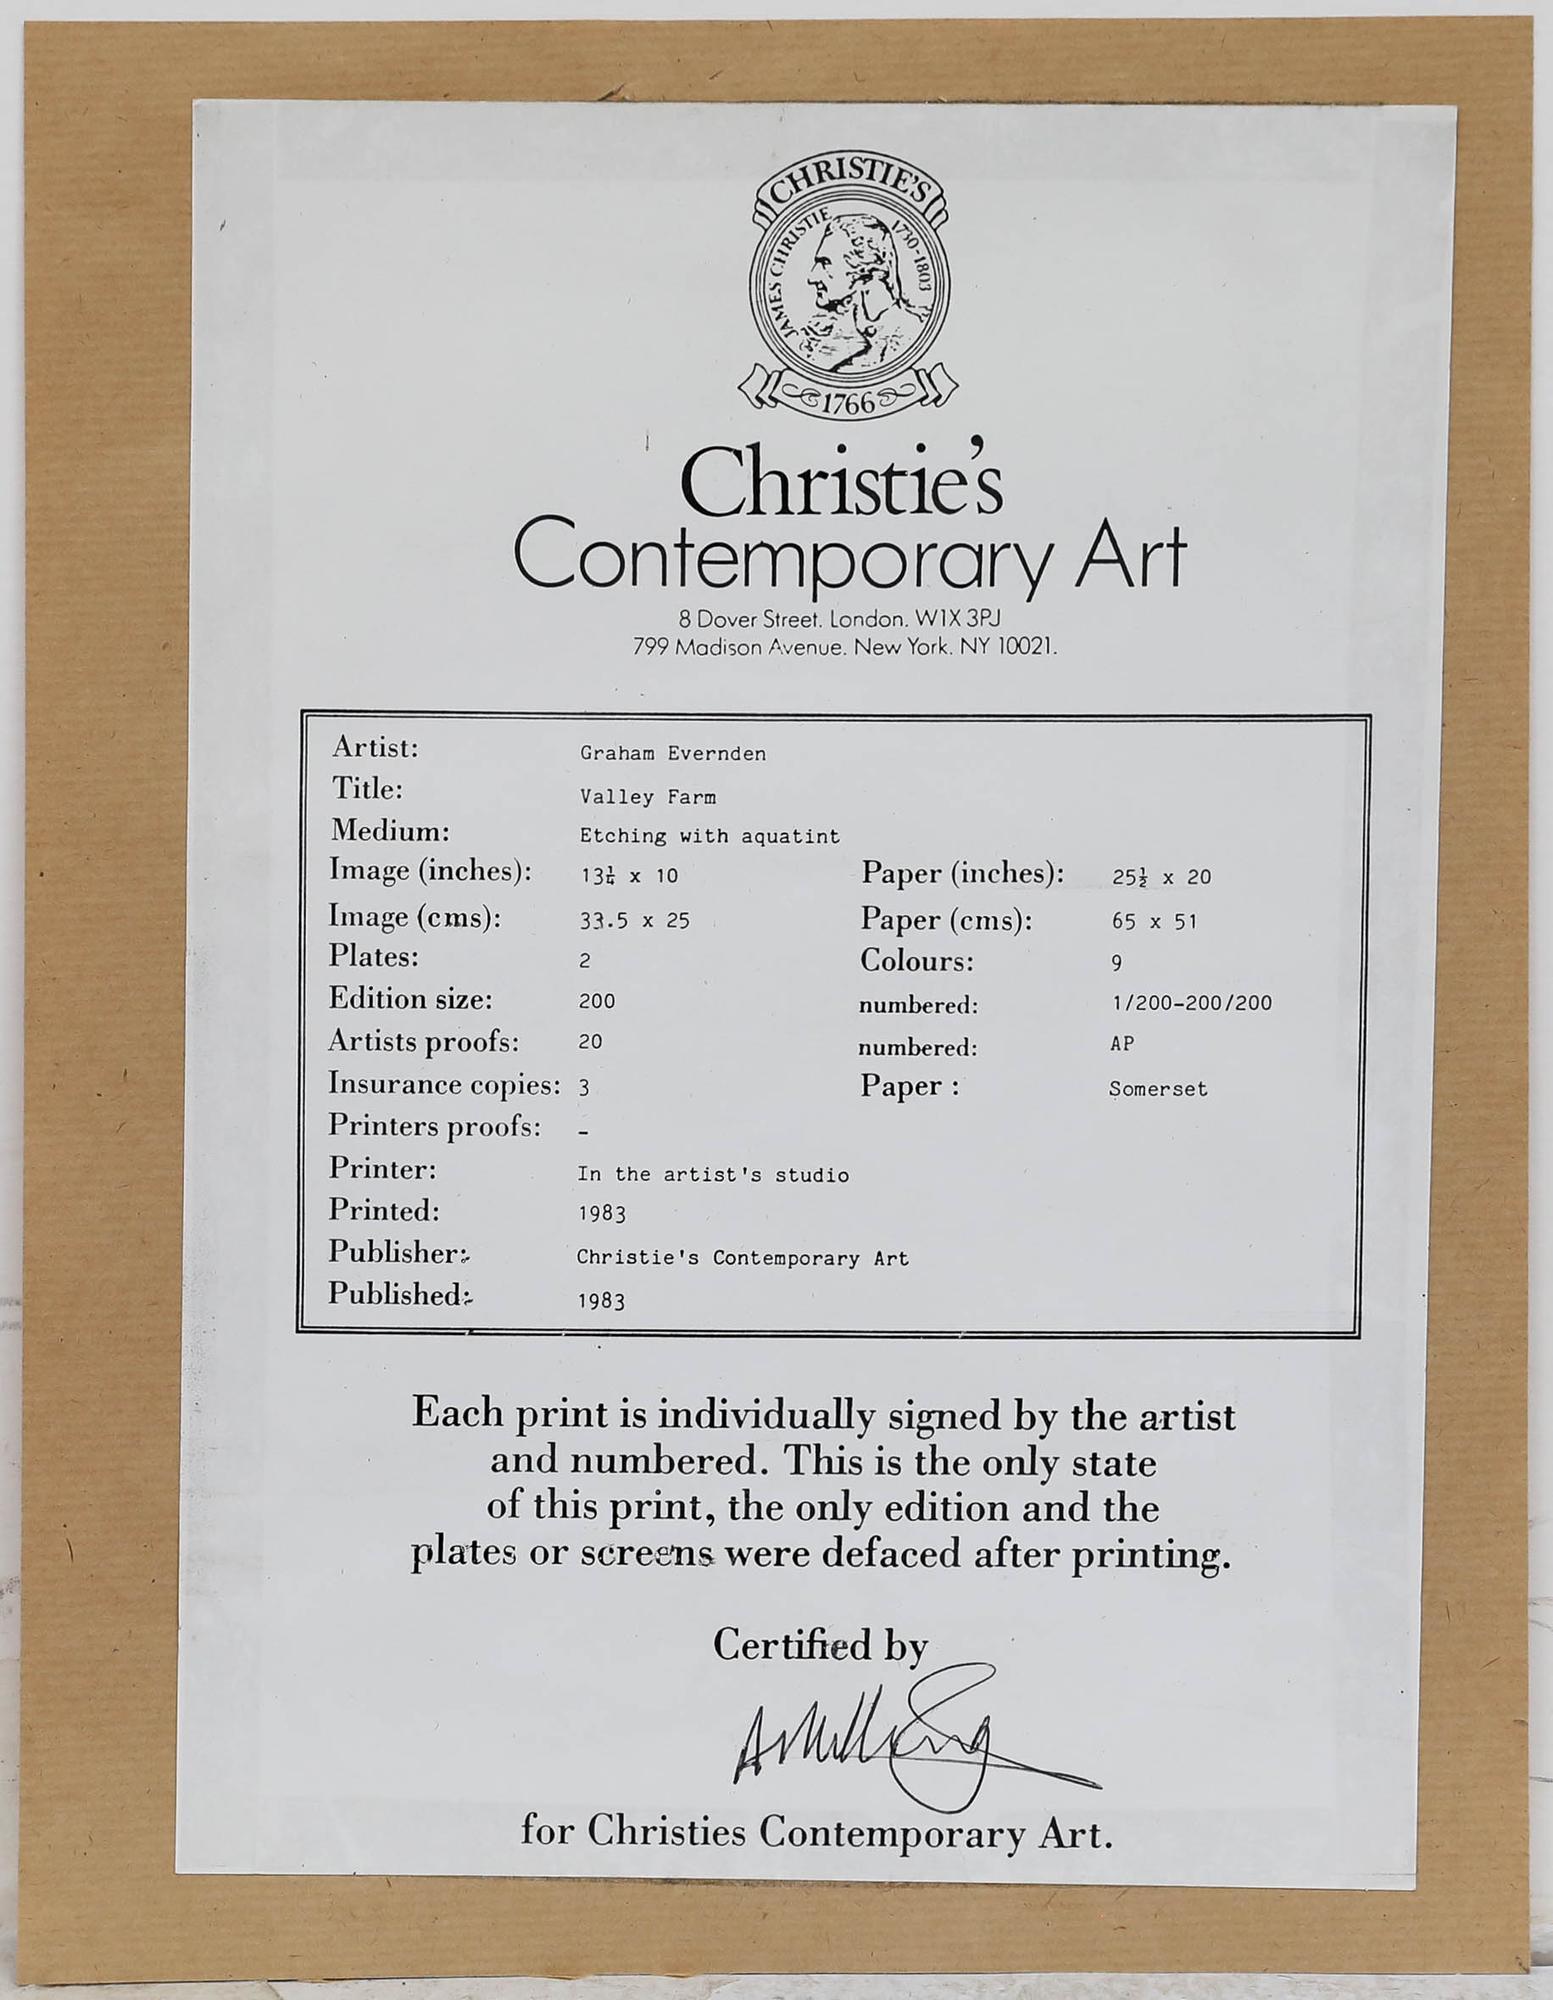 CHRISTIE'S
JAMES CHRISTIE 1730-1803
1766
Christie's
Contemporary Art
8 Dover Street. London. W1X 3PJ
799 Madison Avenue. New York. NY 10021.
Artist: Graham Evernden
Title: Valley Farm
Medium: Etching with aquatint
Image (inches): 13¼ x 10 Paper (inches): 25½ x 20
Image (cms): 33.5 x 25 Paper (cms): 65 x 51
Plates: 2 Colours: 9
Edition size: 200 numbered: 1/200-200/200
Artists proofs: 20 numbered: AP
Insurance copies: 3 Paper : Somerset
Printers proofs: -
Printer: In the artist's studio
Printed: 1983
Publisher: Christie's Contemporary Art
Published: 1983
Each print is individually signed by the artist
and numbered. This is the only state
of this print, the only edition and the
plates or screens were defaced after printing.
Certified by
for Christies Contemporary Art.